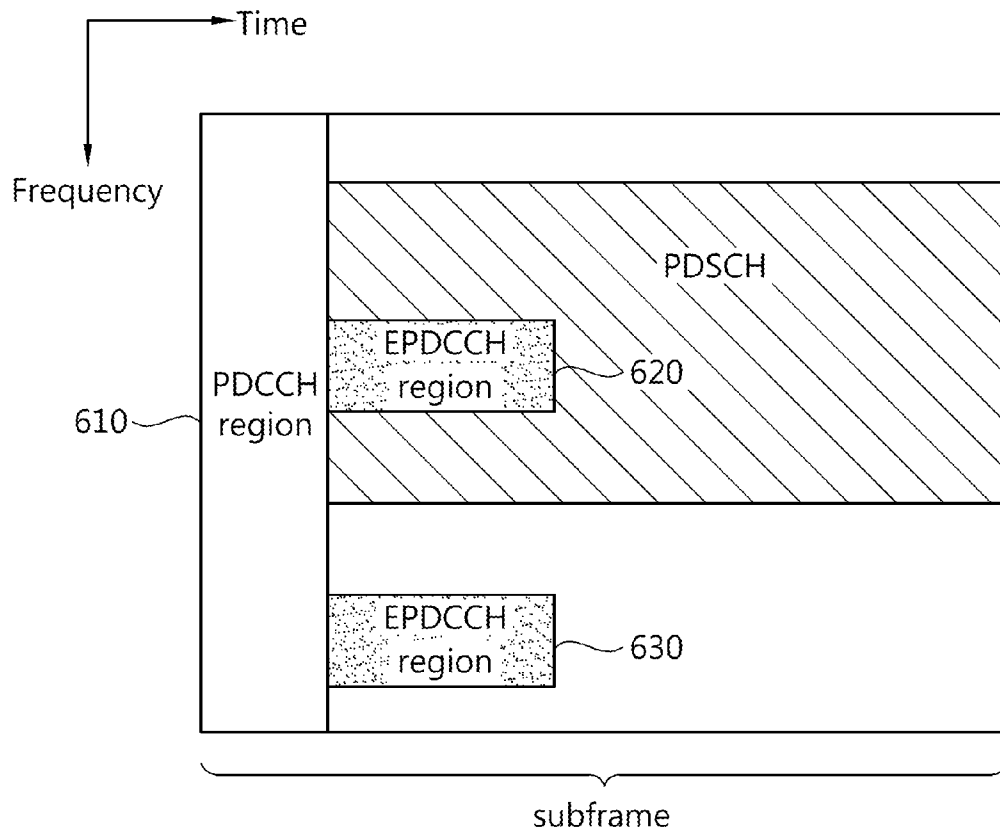 Time
Frequency
PDSCH
EPDCCH
region
620
PDCCH
region
610
EPDCCH
region
630
subframe